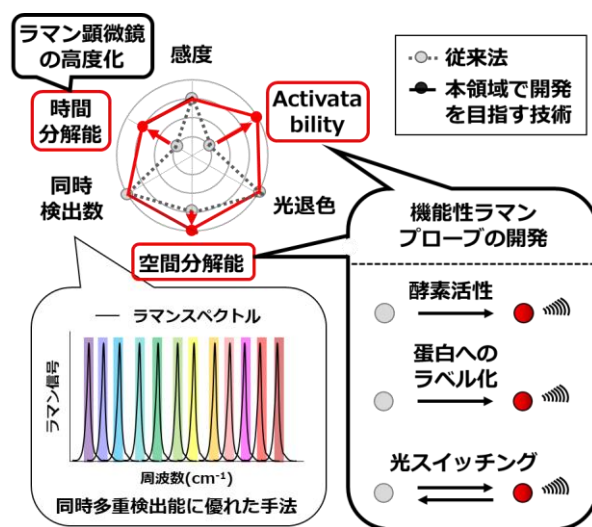 ラマン顕微鏡
の高度化
感度
時間
分解能
Activata
bility
従来法
本領域で開発
を目指す技術
同時
検出数
光退色
空間分解能
機能性ラマン
プローブの開発
酵素活性
蛋白への
ラベル化
光スイッチング
ラマンスペクトル
ラマン信号
周波数(cm⁻¹)
同時多重検出能に優れた手法